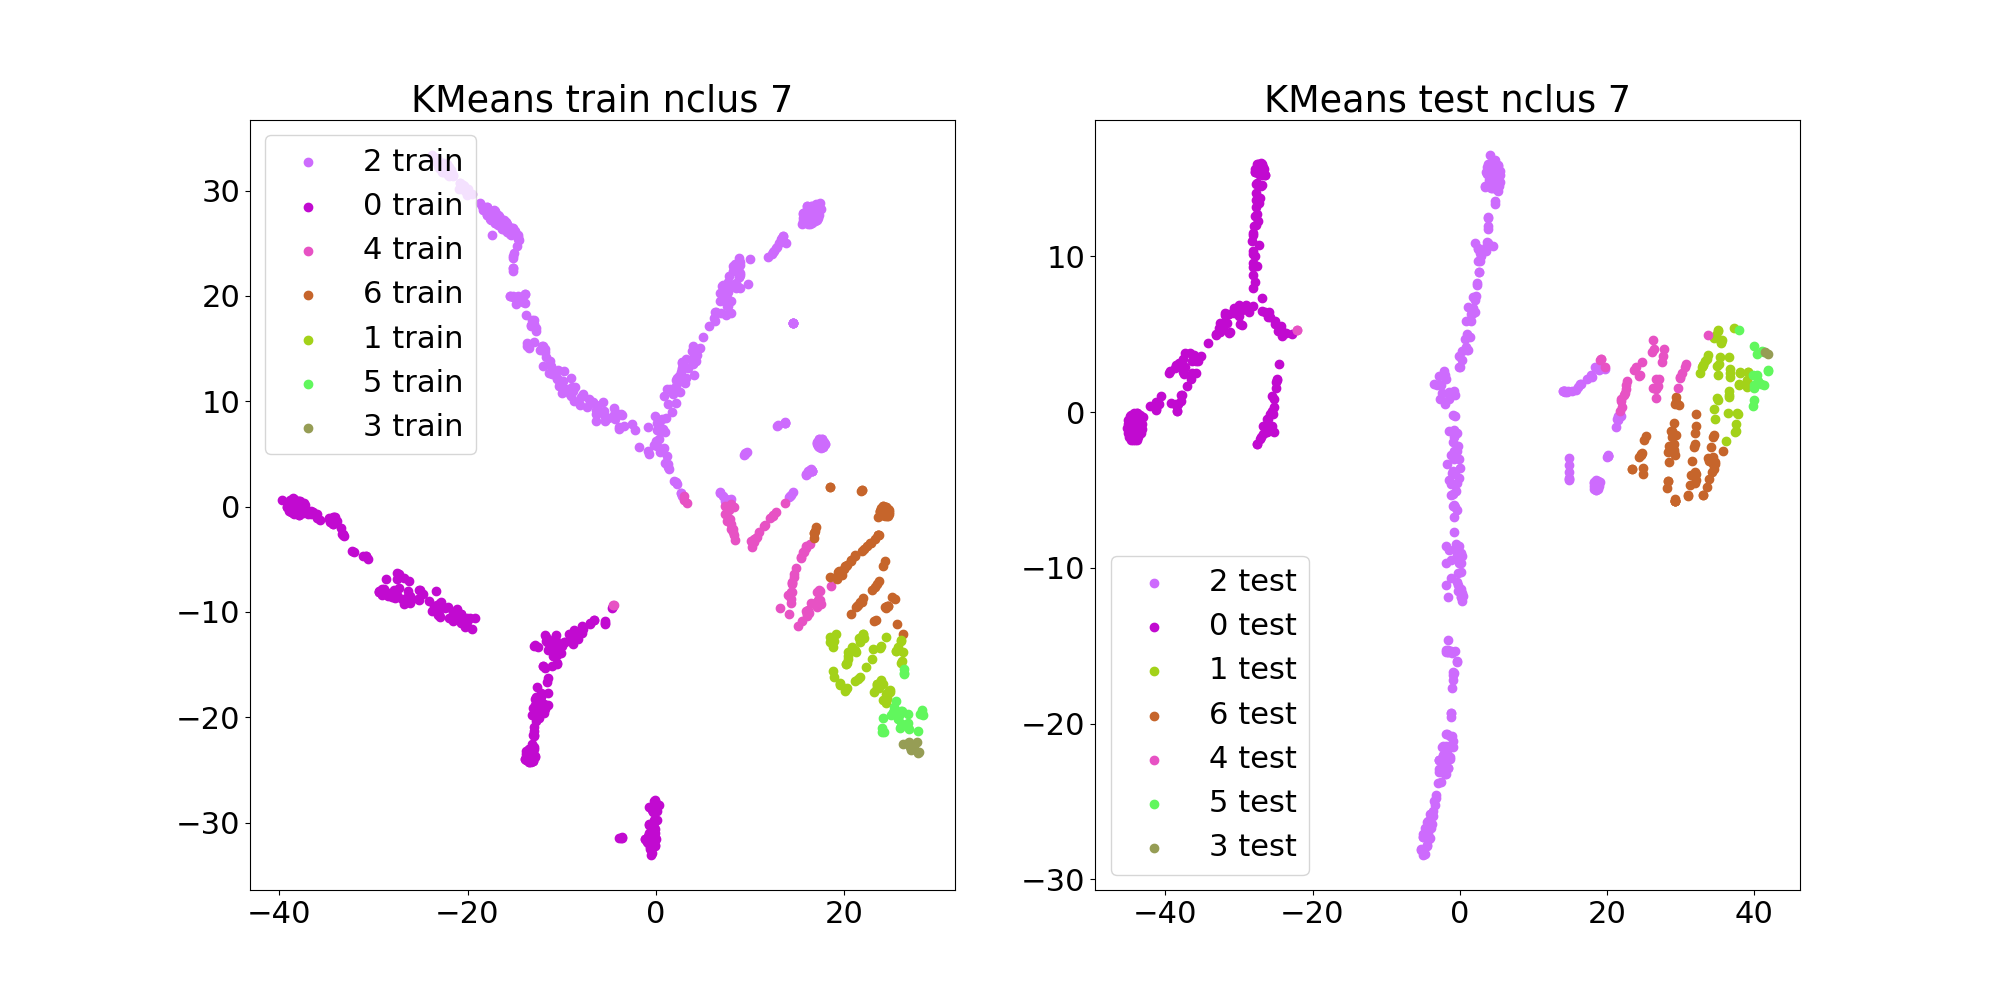 KMeans train nclus 7
30
20
10
0
−10
−20
−30
−40
−20
0
20
2 train
0 train
4 train
6 train
1 train
5 train
3 train
KMeans test nclus 7
10
0
−10
−20
−30
−40
−20
0
20
40
2 test
0 test
1 test
6 test
4 test
5 test
3 test